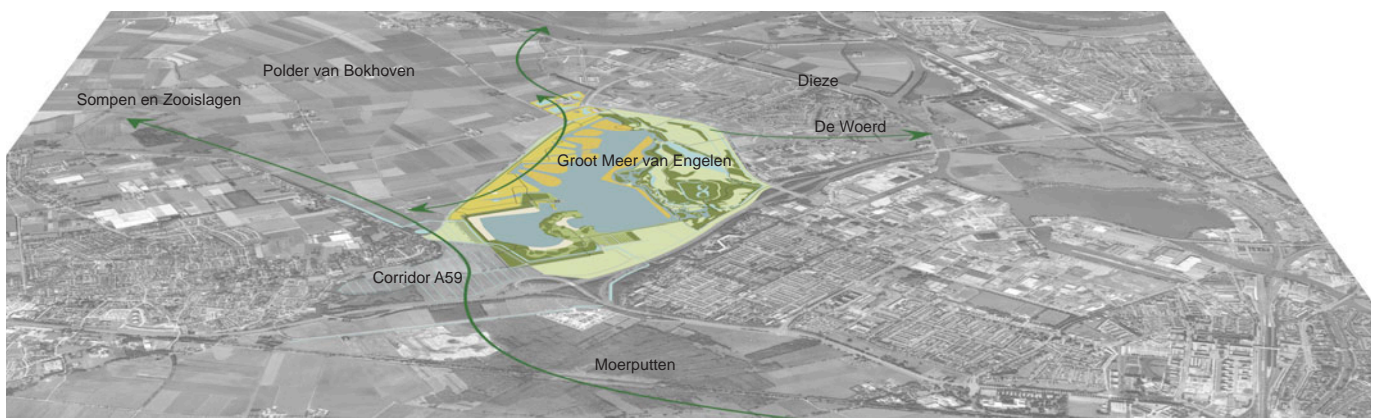 Polder van Bokhoven
Dieze
Sompen en Zooislagen
De Woerd
Groot Meer van Engelen
Corridor A59
Moerputten